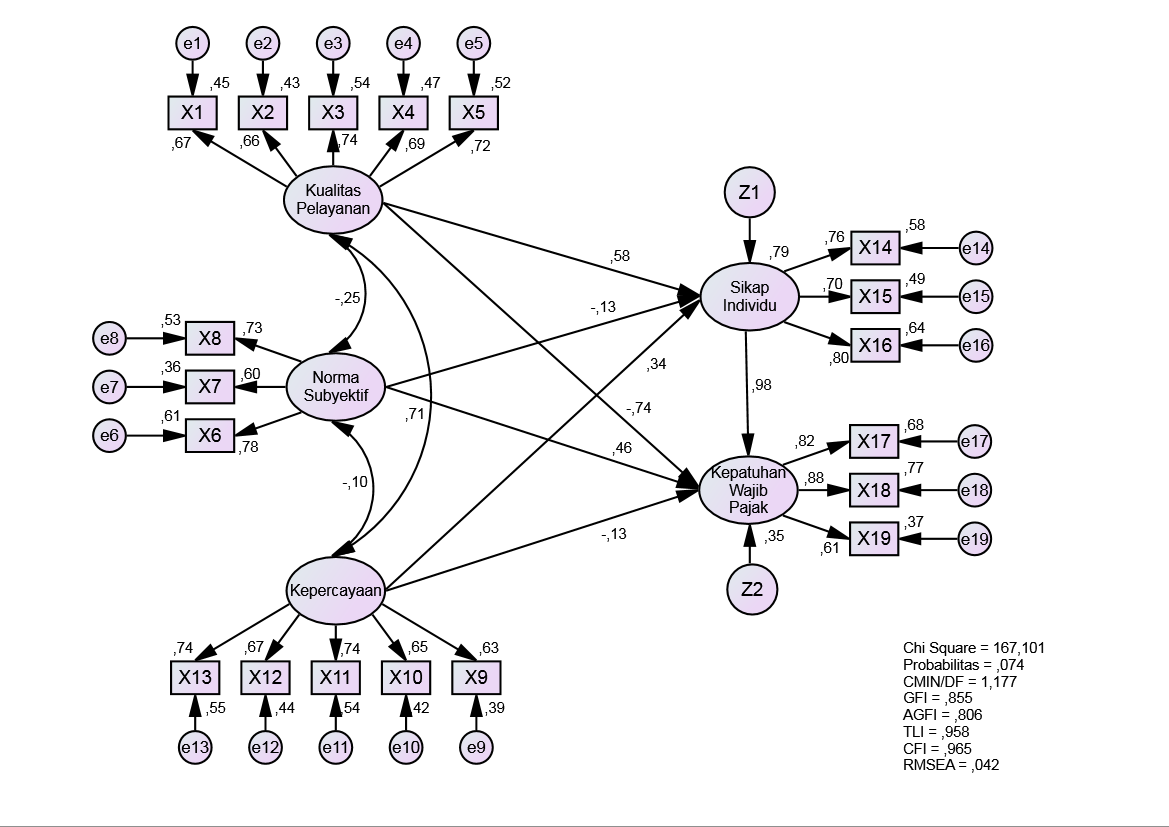 e1 e2 e3 e4 e5
,45 ,43 ,54 ,47 ,52
X1 X2 X3 X4 X5
,67 ,66 ,74 ,69 ,72
Kualitas
Pelayanan
Z1
,58
,79
,76 X14 ,58 e14
,70 X15 ,49 e15
,80 X16 ,64 e16
Sikap
Individu
-,25
-,13
e8 ,53 X8 ,73
e7 ,36 X7 ,60
e6 ,61 X6 ,78
Norma
Subyektif
,34
,98
,71
-,74
,46
-,10
,82 X17 ,68 e17
,88 X18 ,77 e18
,61 X19 ,37 e19
Kepatuhan
Wajib
Pajak
-,13
,35
Z2
Kepercayaan
,74 ,67 ,74 ,65 ,63
X13 X12 X11 X10 X9
,55 ,44 ,54 ,42 ,39
e13 e12 e11 e10 e9
Chi Square = 167,101
Probabilitas = ,074
CMIN/DF = 1,177
GFI = ,855
AGFI = ,806
TLI = ,958
CFI = ,965
RMSEA = ,042